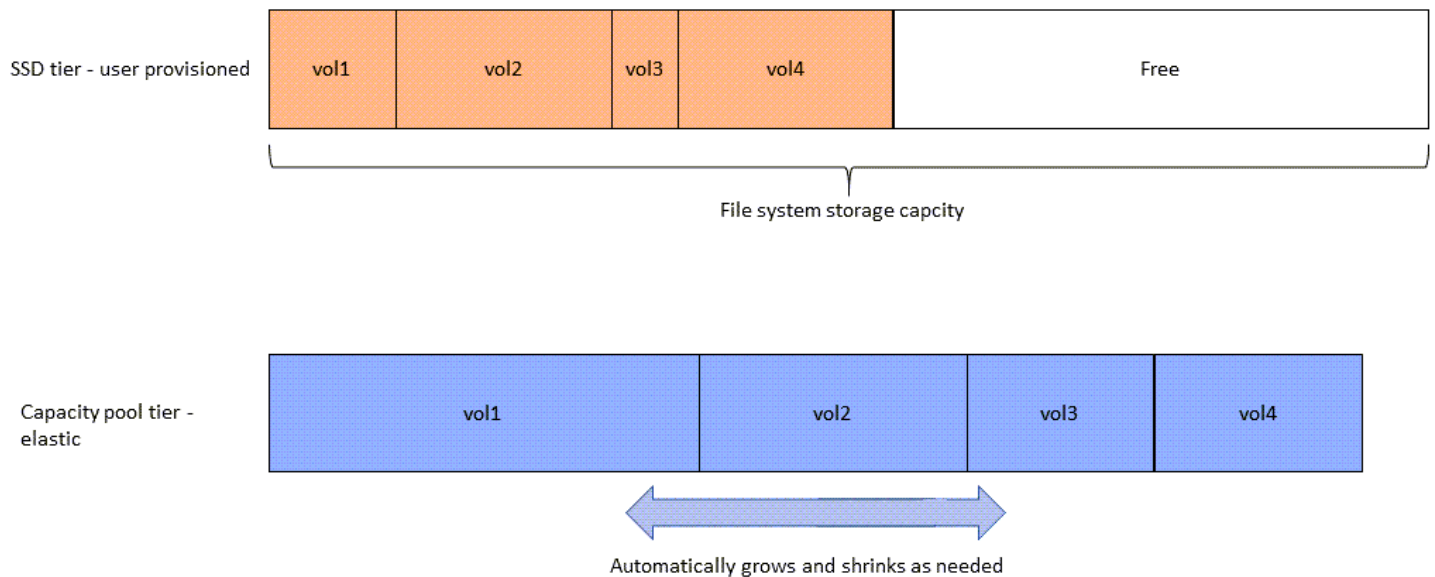 SSD tier - user provisioned
vol1
vol2
vol3
vol4
Free
File system storage capcity
Capacity pool tier -
elastic
vol1
vol2
vol3
vol4
Automatically grows and shrinks as needed